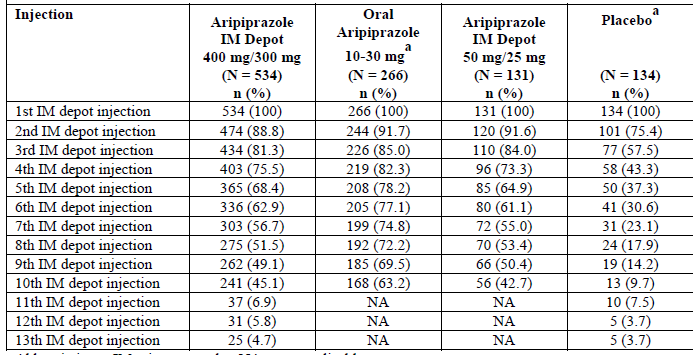 Injection Aripiprazole IM Depot 400 mg/300 mg (N = 534) n (%) Oral Aripiprazole 10-30 mg a (N = 266) n (%) Aripiprazole IM Depot 50 mg/25 mg (N = 131) n (%) Placebo a (N = 134) n (%)
1st IM depot injection 534 (100) 266 (100) 131 (100) 134 (100)
2nd IM depot injection 474 (88.8) 244 (91.7) 120 (91.6) 101 (75.4)
3rd IM depot injection 434 (81.3) 226 (85.0) 110 (84.0) 77 (57.5)
4th IM depot injection 403 (75.5) 219 (82.3) 96 (73.3) 58 (43.3)
5th IM depot injection 365 (68.4) 208 (78.2) 85 (64.9) 50 (37.3)
6th IM depot injection 336 (62.9) 205 (77.1) 80 (61.1) 41 (30.6)
7th IM depot injection 303 (56.7) 199 (74.8) 72 (55.0) 31 (23.1)
8th IM depot injection 275 (51.5) 192 (72.2) 70 (53.4) 24 (17.9)
9th IM depot injection 262 (49.1) 185 (69.5) 66 (50.4) 19 (14.2)
10th IM depot injection 241 (45.1) 168 (63.2) 56 (42.7) 13 (9.7)
11th IM depot injection 37 (6.9) NA NA 10 (7.5)
12th IM depot injection 31 (5.8) NA NA 5 (3.7)
13th IM depot injection 25 (4.7) NA NA 5 (3.7)